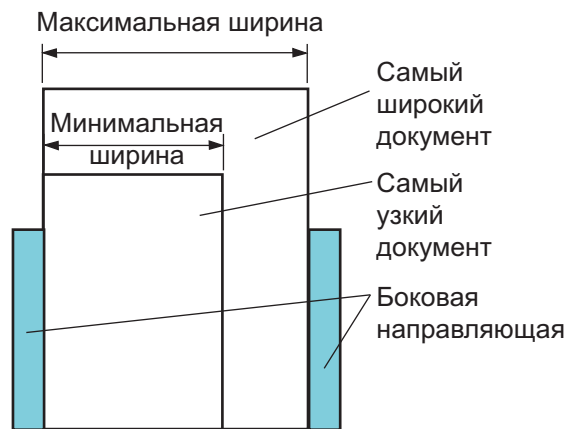 Максимальная ширина
Минимальная
ширина
Самый
широкий
документ
Самый
узкий
документ
Боковая
направляющая